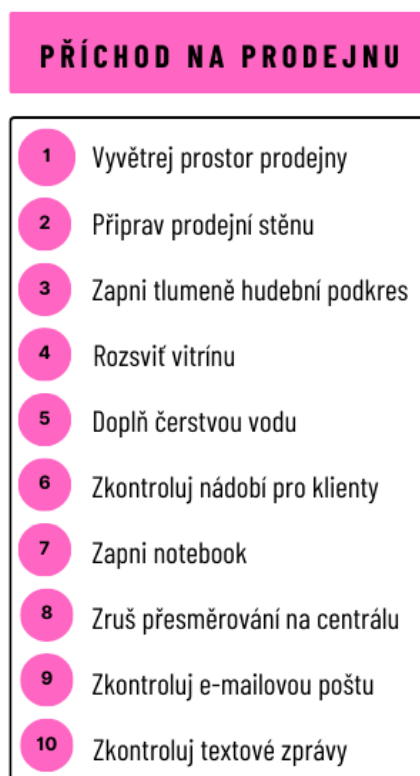 PŘÍCHOD NA PRODEJNU
1 Vyvětrej prostor prodejny
2 Připrav prodejní stěnu
3 Zapni tlumeně hudební podkres
4 Rozsviť vitrínu
5 Doplň čerstvou vodu
6 Zkontroluj nádobí pro klienty
7 Zapni notebook
8 Zruš přesměrování na centrálu
9 Zkontroluj e-mailovou poštu
10 Zkontroluj textové zprávy